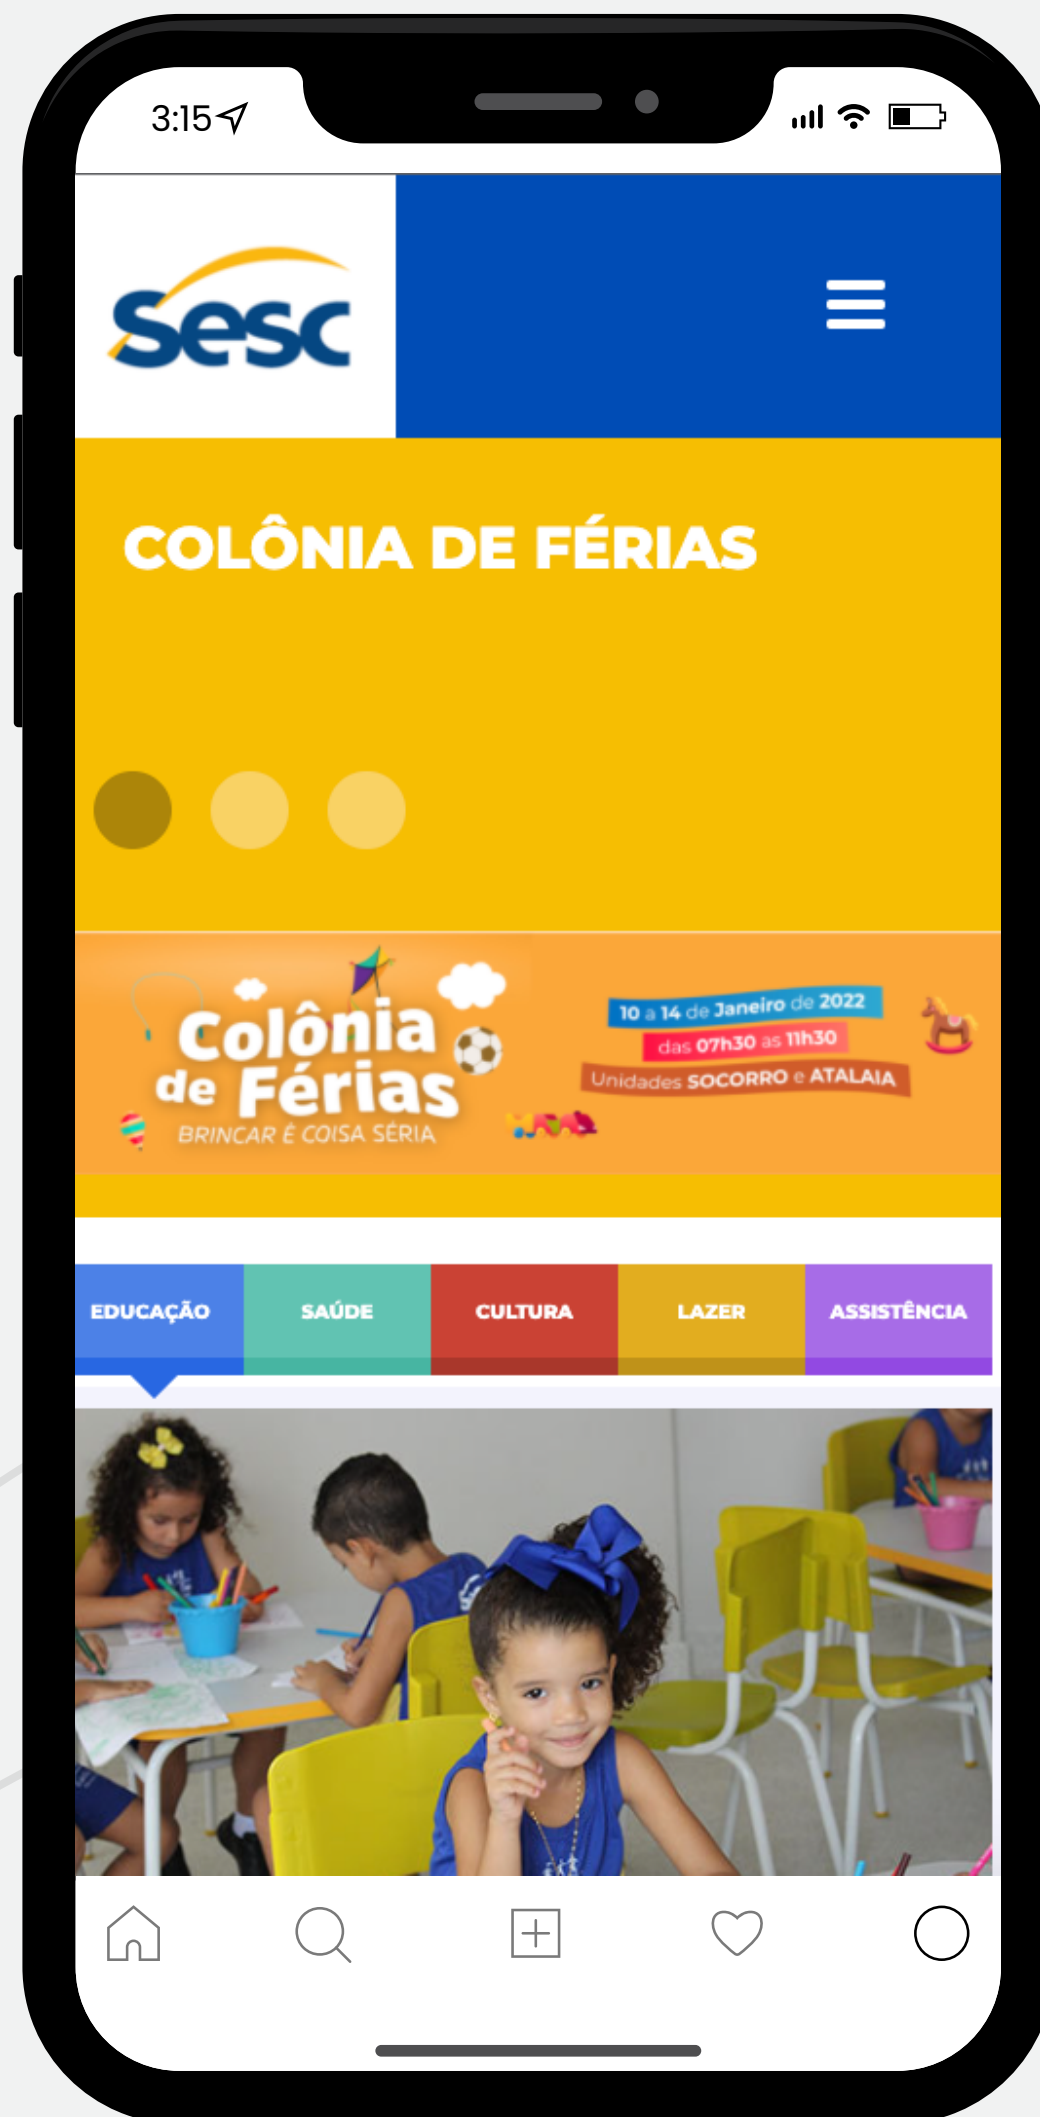 3:15
Sesc
COLÔNIA DE FÉRIAS
Colônia
de Férias
BRINCAR É COISA SÉRIA
10 a 14 de Janeiro de 2022
das 07h30 as 11h30
Unidades SOCORRO e ATALAIA
EDUCAÇÃO
SAÚDE
CULTURA
LAZER
ASSISTÊNCIA